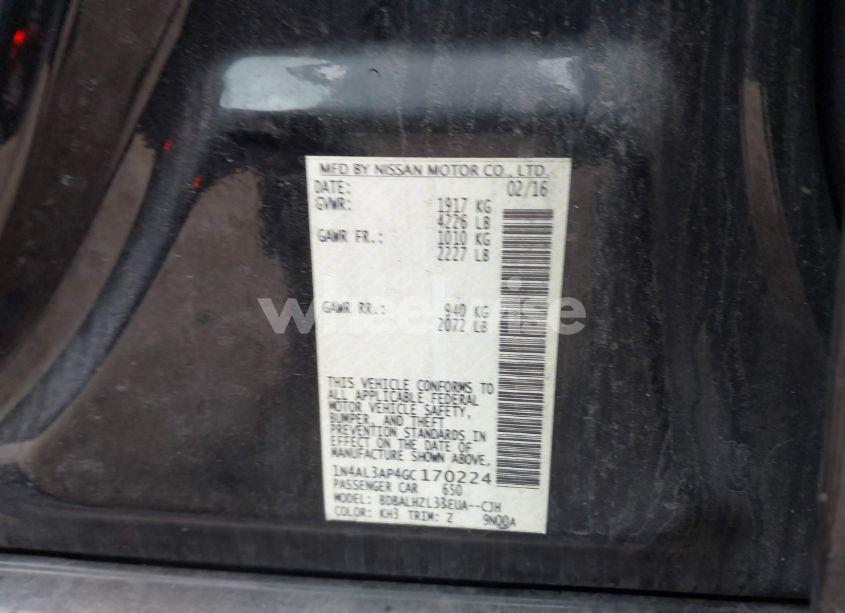 MFD BY NISSAN MOTOR CO., LTD.
DATE: 02/16
GVWR: 1917 KG
4226 LB
GAWR FR.: 1010 KG
2227 LB
GAWR RR.: 940 KG
2072 LB
wheelwise
THIS VEHICLE CONFORMS TO
ALL APPLICABLE FEDERAL
MOTOR VEHICLE SAFETY,
BUMPER, AND THEFT
PREVENTION STANDARDS IN
EFFECT ON THE DATE OF
MANUFACTURE SHOWN ABOVE.
1N4AL3AP4GC170224
PASSENGER CAR 650
MODEL: --CJH
COLOR: KH3 TRIM: Z 9N00A